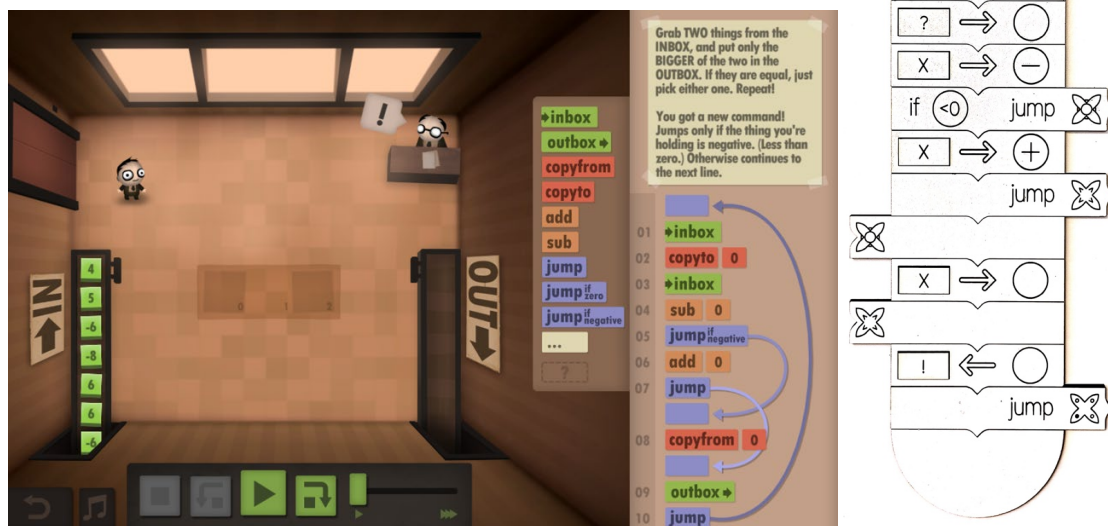 Grab TWO things from the
INBOX, and put only the
BIGGER of the two in the
OUTBOX. If they are equal, just
pick either one. Repeat!
You got a new command!
Jumps only if the thing you're
holding is negative. (Less than
zero.) Otherwise continues to
the next line.
!
inbox
outbox
copyfrom
copyto
add
sub
jump
jump if zero
jump if negative
...
?
01 inbox
02 copyto 0
03 inbox
04 sub 0
05 jump if negative
06 add 0
07 jump
08 copyfrom 0
09 outbox
10 jump
IN
4
5
-6
-8
6
6
-6
0 1 2
OUT
?
X −
if <0 jump
X +
jump
X
!
jump